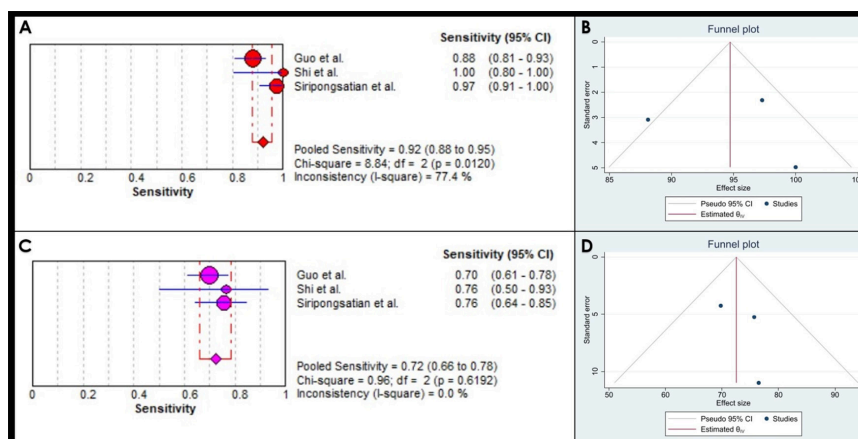 A
Sensitivity (95% CI)
Guo et al. 0.88 (0.81 - 0.93)
Shi et al. 1.00 (0.80 - 1.00)
Siripongsatian et al. 0.97 (0.91 - 1.00)
Pooled Sensitivity = 0.92 (0.88 to 0.95)
Chi-square = 8.84; df = 2 (p = 0.0120)
Inconsistency (I-square) = 77.4 %
0 0.2 0.4 0.6 0.8 1
Sensitivity
B
Funnel plot
Standard error
0
1
2
3
4
5
85 90 95 100
Effect size
Pseudo 95% CI Studies
Estimated θIV
C
Sensitivity (95% CI)
Guo et al. 0.70 (0.61 - 0.78)
Shi et al. 0.76 (0.50 - 0.93)
Siripongsatian et al. 0.76 (0.64 - 0.85)
Pooled Sensitivity = 0.72 (0.66 to 0.78)
Chi-square = 0.96; df = 2 (p = 0.6192)
Inconsistency (I-square) = 0.0 %
0 0.2 0.4 0.6 0.8 1
Sensitivity
D
Funnel plot
Standard error
0
5
10
50 60 70 80 90
Effect size
Pseudo 95% CI Studies
Estimated θIV